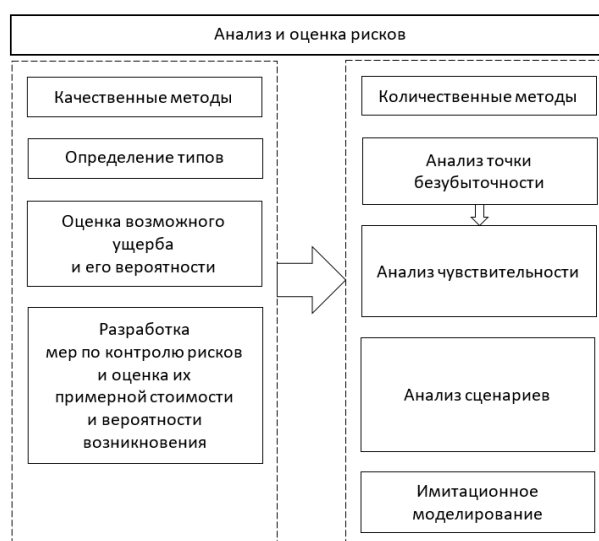 Анализ и оценка рисков
Качественные методы
Определение типов
Оценка возможного
ущерба
и его вероятности
Разработка
мер по контролю рисков
и оценка их
примерной стоимости
и вероятности
возникновения
Количественные методы
Анализ точки
безубыточности
Анализ чувствительности
Анализ сценариев
Имитационное
моделирование